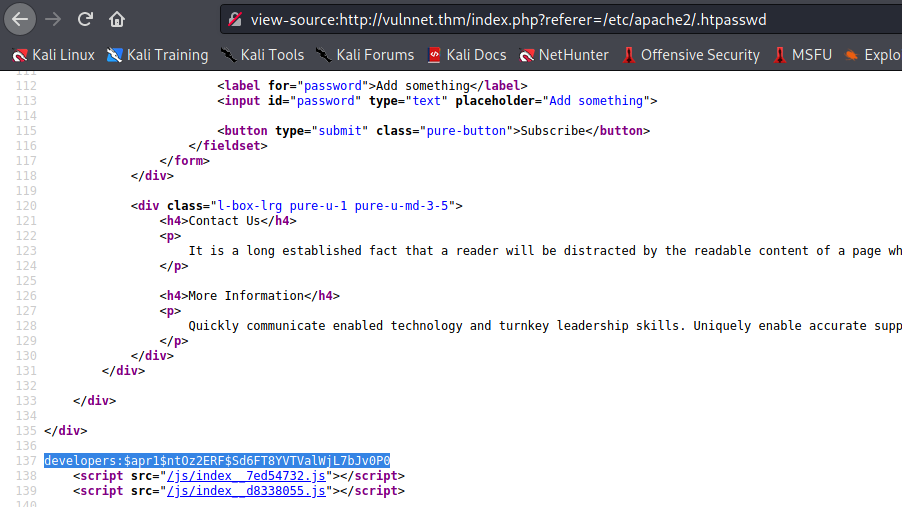 view-source:http://vulnnet.thm/index.php?referer=/etc/apache2/.htpasswd
Kali Linux Kali Training Kali Tools Kali Forums Kali Docs NetHunter Offensive Security MSFU Explo
112 <label for="password">Add something</label>
113 <input id="password" type="text" placeholder="Add something">
114
115 <button type="submit" class="pure-button">Subscribe</button>
116 </fieldset>
117 </form>
118 </div>
119
120 <div class="l-box-lrg pure-u-1 pure-u-md-3-5">
121 <h4>Contact Us</h4>
122 <p>
123 It is a long established fact that a reader will be distracted by the readable content of a page wh
124 </p>
125
126 <h4>More Information</h4>
127 <p>
128 Quickly communicate enabled technology and turnkey leadership skills. Uniquely enable accurate supp
129 </p>
130 </div>
131 </div>
132
133 </div>
134
135 </div>
136
137 developers:$apr1$ntOz2ERF$Sd6FT8YVTValWjL7bJv0P0
138 <script src="/js/index__7ed54732.js"></script>
139 <script src="/js/index__d8338055.js"></script>
140